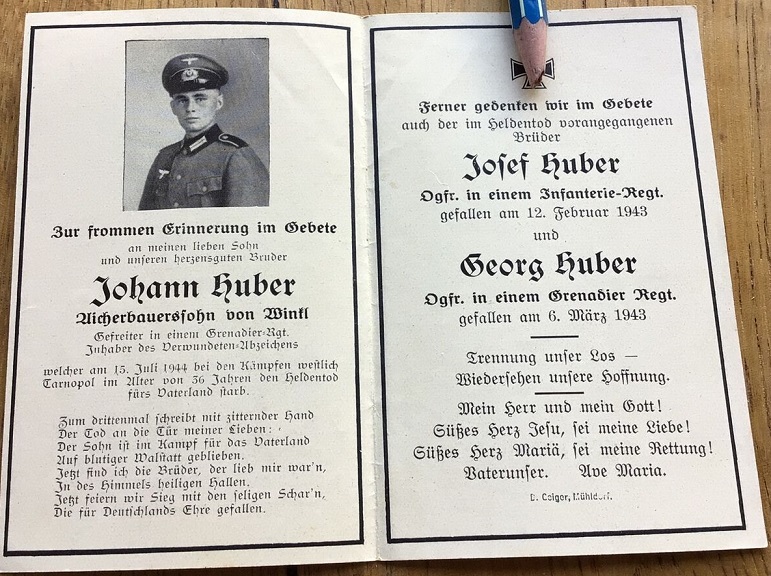 Zur frommen Erinnerung im Gebete
an meinen lieben Sohn
und unseren herzensguten Bruder
Johann Huber
Aicherbauerssohn von Winkl
Gefreiter in einem Grenadier-Rgt.
Inhaber des Verwundeten-Abzeichens
welcher am 15. Juli 1944 bei den Kämpfen westlich
Tarnopol im Alter von 36 Jahren den Heldentod
fürs Vaterland starb.
Zum drittenmal schreibt mit zitternder Hand
Der Tod an die Tür meiner Lieben:
Der Sohn ist im Kampf für das Vaterland
Auf blutiger Walstatt geblieben.
Jetzt find ich die Brüder, der lieb mir war'n,
In des Himmels heiligen Hallen.
Jetzt feiern wir Sieg mit den seligen Schar'n,
Die für Deutschlands Ehre gefallen.
Ferner gedenken wir im Gebete
auch der im Heldentod vorangegangenen
Brüder
Josef Huber
Ogfr. in einem Infanterie-Regt.
gefallen am 12. Februar 1943
und
Georg Huber
Ogfr. in einem Grenadier Regt.
gefallen am 6. März 1943
Trennung unser Los —
Wiedersehen unsere Hoffnung.
Mein Herr und mein Gott!
Süßes Herz Jesu, sei meine Liebe!
Süßes Herz Mariä, sei meine Rettung!
Vaterunser. Ave Maria.
D. Geiger, Mühldorf.